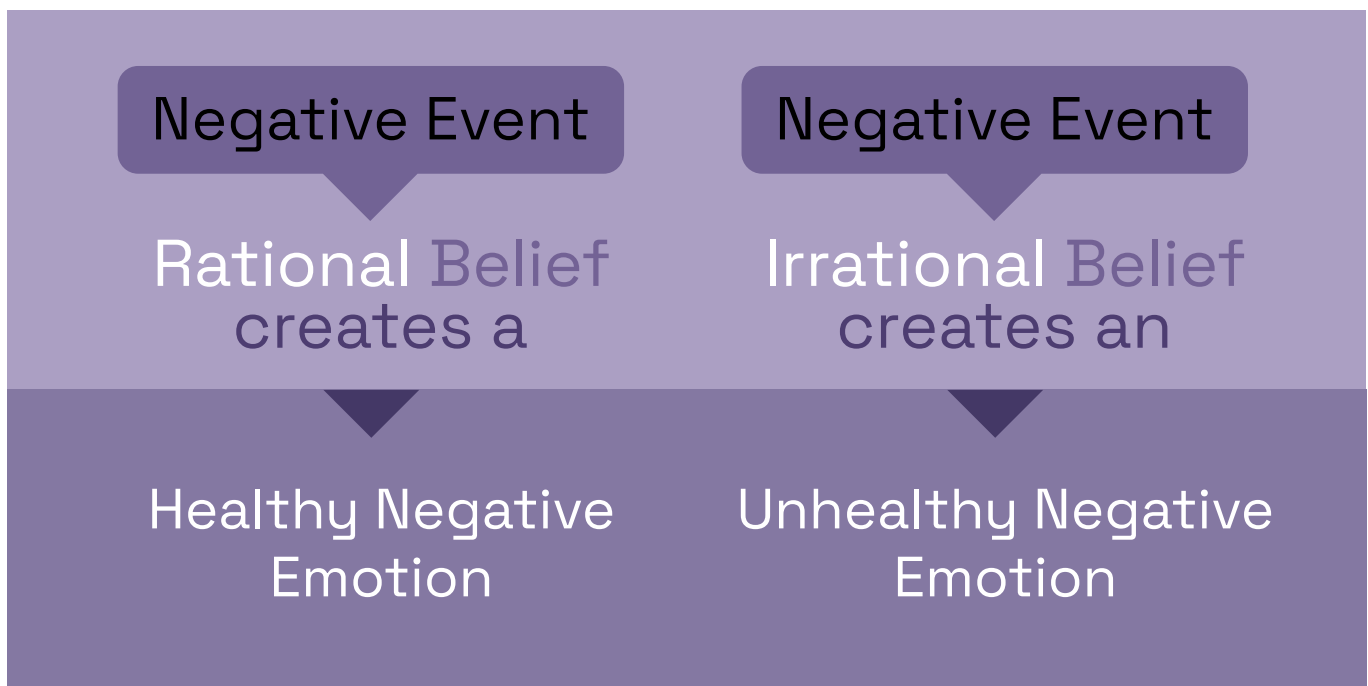 Negative Event
Rational Belief
creates a
Healthy Negative
Emotion
Negative Event
Irrational Belief
creates an
Unhealthy Negative
Emotion